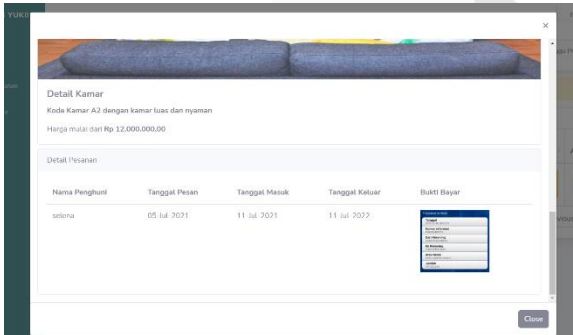 YUKII
×
Detail Kamar
Kode Kamar A2 dengan kamar luas dan nyaman
Harga mulai dari Rp 12,000.000,00
Detail Pesanan
Nama Penghuni Tanggal Pesan Tanggal Masuk Tanggal Keluar Bukti Bayar
selena 05 Jul 2021 11 Jul 2021 11 Jul 2022
Close